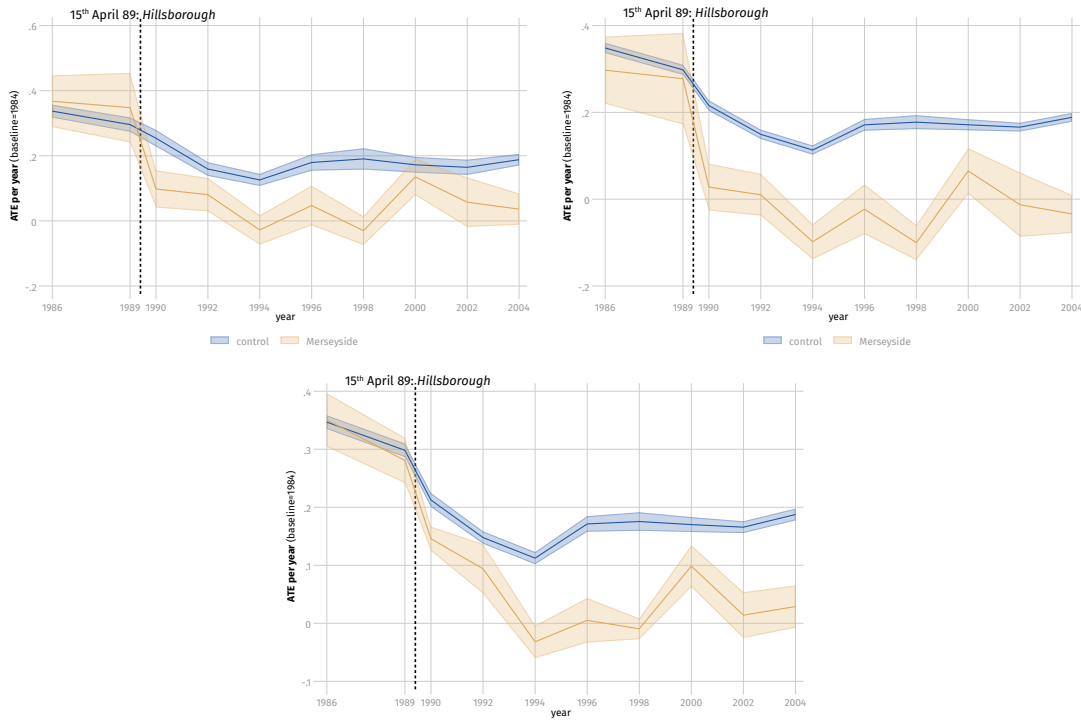 15th April 89: Hillsborough
.6
.4
.2
0
-.2
ATE per year (baseline=1984)
1986 1989 1990 1992 1994 1996 1998 2000 2002 2004
year
control Merseyside
15th April 89: Hillsborough
.4
.2
0
-.2
ATE per year (baseline=1984)
1986 1989 1990 1992 1994 1996 1998 2000 2002 2004
year
control Merseyside
15th April 89: Hillsborough
.4
.3
.2
.1
0
-.1
ATE per year (baseline=1984)
1986 1989 1990 1992 1994 1996 1998 2000 2002 2004
year